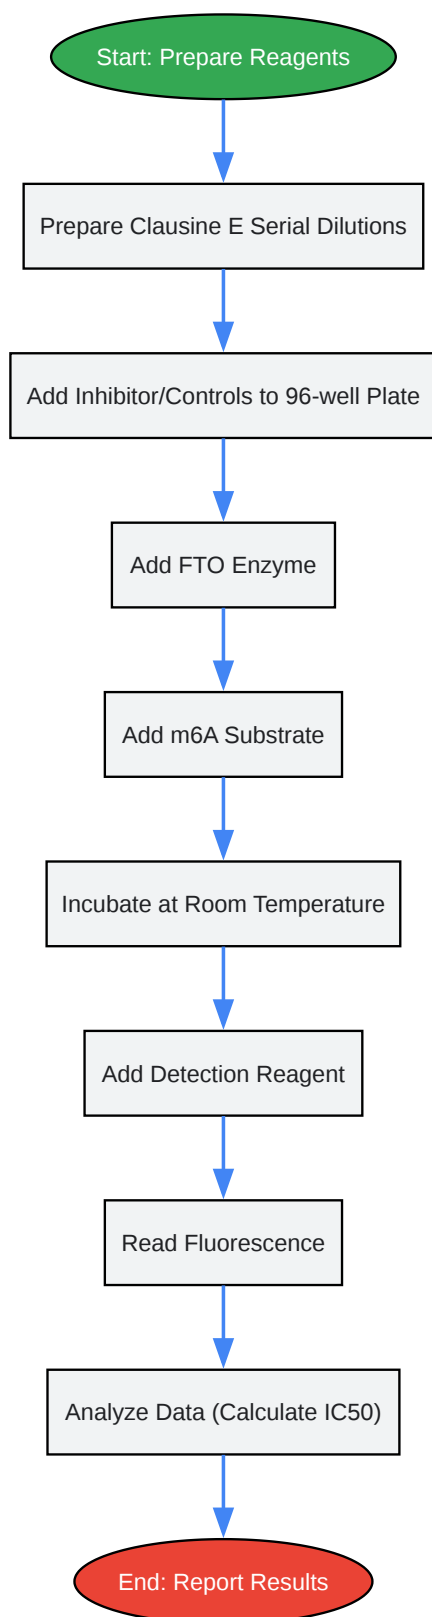 Start: Prepare Reagents
Prepare Clausine E Serial Dilutions
Add Inhibitor/Controls to 96-well Plate
Add FTO Enzyme
Add m6A Substrate
Incubate at Room Temperature
Add Detection Reagent
Read Fluorescence
Analyze Data (Calculate IC50)
End: Report Results